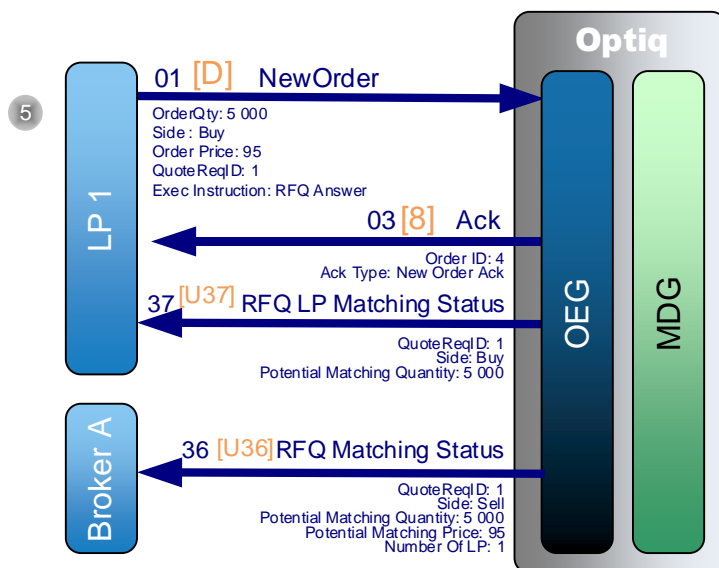 Optiq
5
01 [D] NewOrder
OrderQty: 5 000
Side : Buy
Order Price: 95
QuoteReqID: 1
Exec Instruction: RFQ Answer
LP 1
03 [8] Ack
Order ID: 4
Ack Type: New Order Ack
37 [U37] RFQ LP Matching Status
QuoteReqID: 1
Side: Buy
Potential Matching Quantity: 5 000
OEG
MDG
Broker A
36 [U36] RFQ Matching Status
QuoteReqID: 1
Side: Sell
Potential Matching Quantity: 5 000
Potential Matching Price: 95
Number Of LP: 1